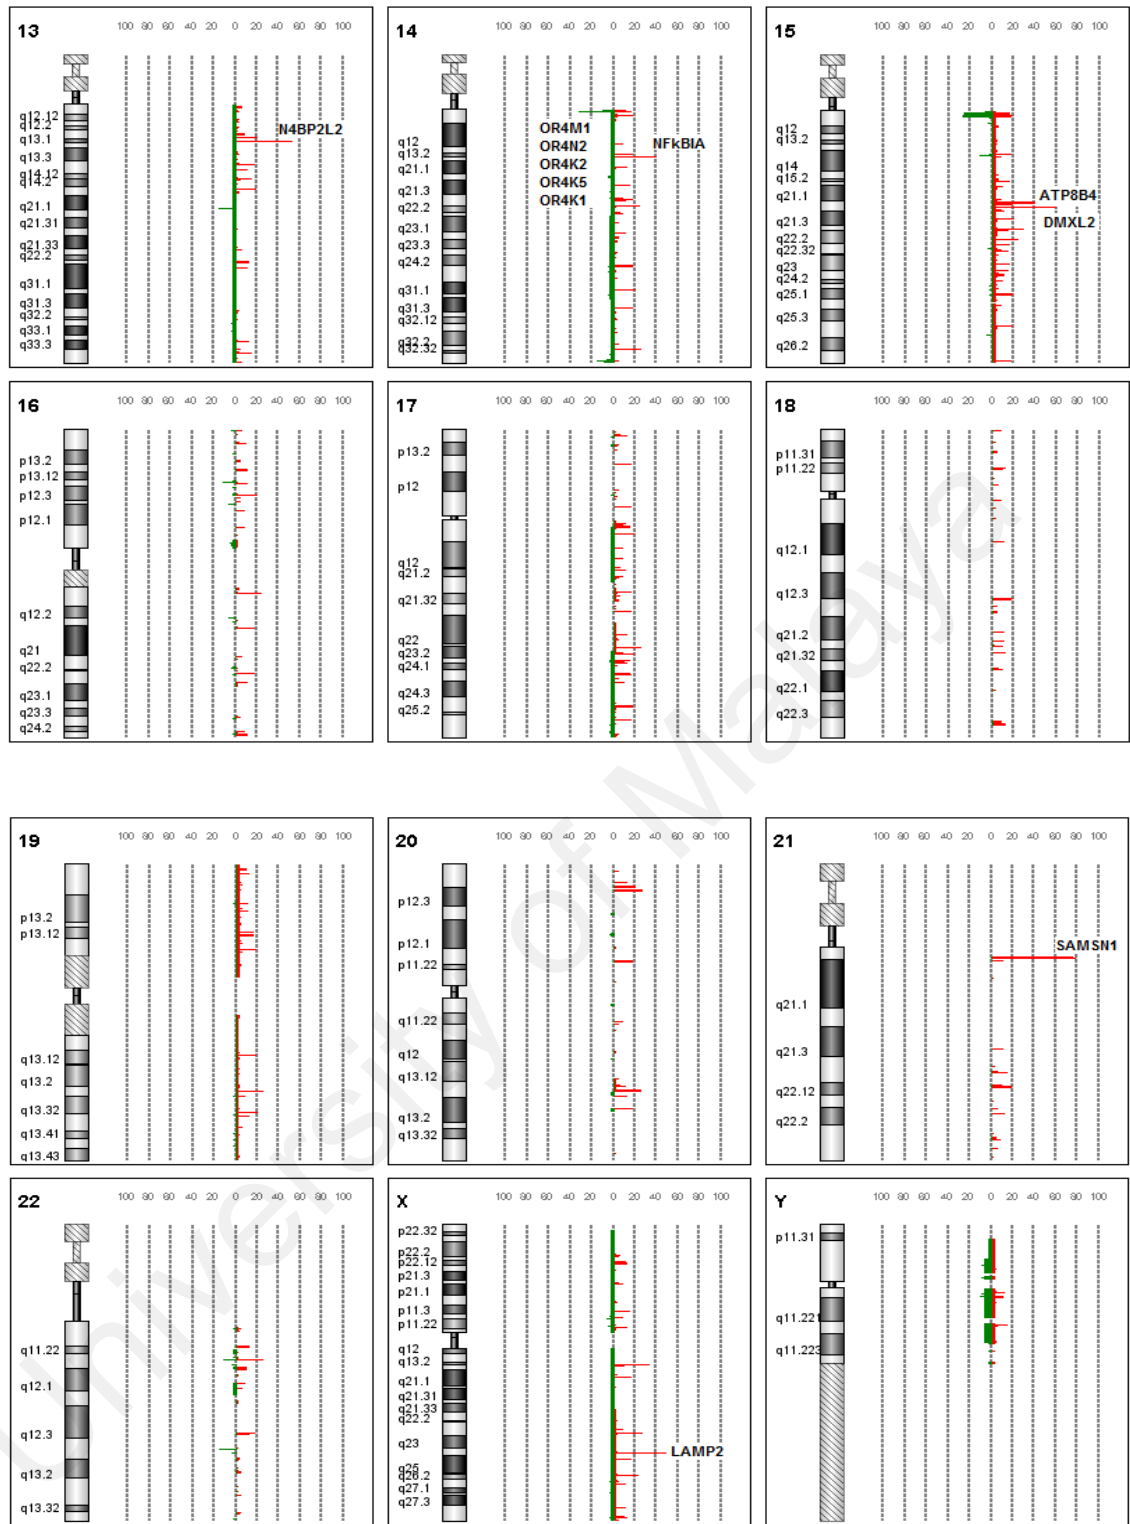 13
100 80 60 40 20 0 20 40 60 80 100
q12.12
q12.2
q13.1
q13.3
q14.12
q14.2
q21.1
q21.31
q21.33
q22.2
q31.1
q31.3
q32.2
q33.1
q33.3
N4BP2L2
14
100 80 60 40 20 0 20 40 60 80 100
q12
q13.2
q21.1
q21.3
q22.2
q23.1
q23.3
q24.2
q31.1
q31.3
q32.12
q32.2
q32.32
OR4M1
OR4N2
OR4K2
OR4K5
OR4K1
NFkBIA
15
100 80 60 40 20 0 20 40 60 80 100
q12
q13.2
q14
q15.2
q21.1
q21.3
q22.2
q22.32
q23
q24.2
q25.1
q25.3
q26.2
ATP8B4
DMXL2
16
100 80 60 40 20 0 20 40 60 80 100
p13.2
p13.12
p12.3
p12.1
q12.2
q21
q22.2
q23.1
q23.3
q24.2
17
100 80 60 40 20 0 20 40 60 80 100
p13.2
p12
q12
q21.2
q21.32
q22
q23.2
q24.1
q24.3
q25.2
18
100 80 60 40 20 0 20 40 60 80 100
p11.31
p11.22
q12.1
q12.3
q21.2
q21.32
q22.1
q22.3
19
100 80 60 40 20 0 20 40 60 80 100
p13.2
p13.12
q13.12
q13.2
q13.32
q13.41
q13.43
20
100 80 60 40 20 0 20 40 60 80 100
p12.3
p12.1
p11.22
q11.22
q12
q13.12
q13.2
q13.32
21
100 80 60 40 20 0 20 40 60 80 100
q21.1
q21.3
q22.12
q22.2
SAMSN1
22
100 80 60 40 20 0 20 40 60 80 100
q11.22
q12.1
q12.3
q13.2
q13.32
X
100 80 60 40 20 0 20 40 60 80 100
p22.32
p22.2
p22.12
p21.3
p21.1
p11.3
p11.22
q12
q13.2
q21.1
q21.31
q21.33
q22.2
q23
q25
q26.2
q27.1
q27.3
LAMP2
Y
100 80 60 40 20 0 20 40 60 80 100
p11.31
q11.221
q11.223
University of Malaya